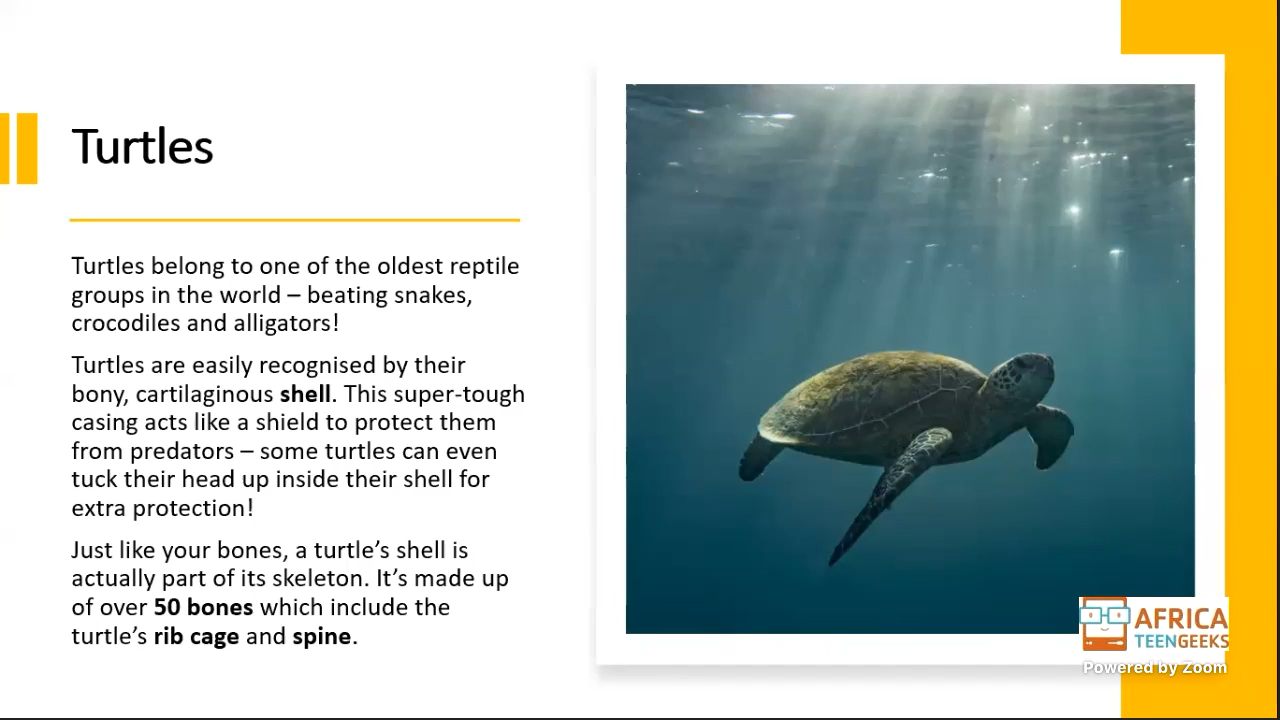 Turtles
Turtles belong to one of the oldest reptile
groups in the world – beating snakes,
crocodiles and alligators!
Turtles are easily recognised by their
bony, cartilaginous shell. This super-tough
casing acts like a shield to protect them
from predators – some turtles can even
tuck their head up inside their shell for
extra protection!
Just like your bones, a turtle’s shell is
actually part of its skeleton. It’s made up
of over 50 bones which include the
turtle’s rib cage and spine.
AFRICA
TEENGEEKS
Powered by Zoom